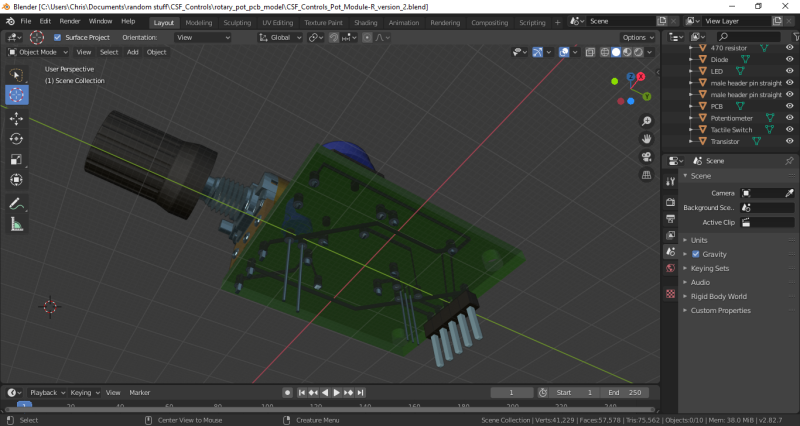 Blender [C:\Users\Chris\Documents\random stuff\CSF_Controls\rotary_pot_pcb_model\CSF_Controls_Pot_Module-R_version_2.blend]
File Edit Render Window Help Layout Modeling Sculpting UV Editing Texture Paint Shading Animation Rendering Compositing Scripting + Scene View Layer
Surface Project Orientation: View Global Options
Object Mode View Select Add Object
User Perspective
(1) Scene Collection
Z
X
Y
470 resistor
Diode
LED
male header pin straight
male header pin straight
PCB
Potentiometer
Tactile Switch
Transistor
Scene
Scene
Camera
Background Sce..
Active Clip
Units
Gravity
Keying Sets
Audio
Rigid Body World
Custom Properties
Playback Keying View Marker 1 Start 1 End 250
1 20 40 60 80 100 120 140 160 180 200 220 240
Select Center View to Mouse Creature Menu Scene Collection | Verts:41,229 | Faces:57,578 | Tris:75,562 | Objects:0/10 | Mem: 38.0 MiB | v2.82.7